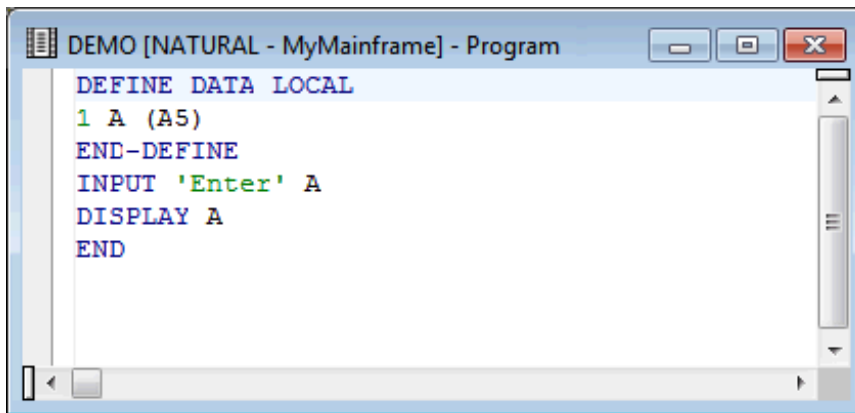 DEMO [NATURAL - MyMainframe] - Program
DEFINE DATA LOCAL
1 A (A5)
END-DEFINE
INPUT 'Enter' A
DISPLAY A
END